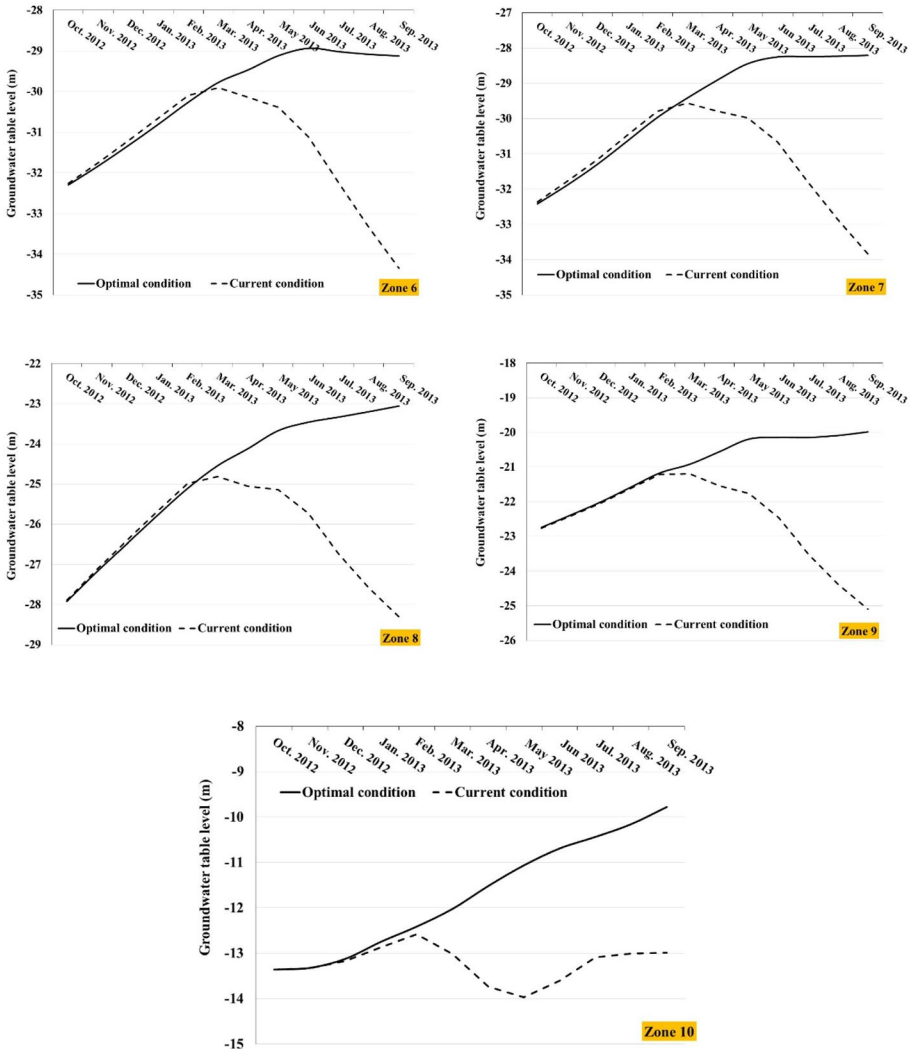 -28
-29
-30
-31
-32
-33
-34
-35
Groundwater table level (m)
Oct. 2012
Nov. 2012
Dec. 2012
Jan. 2013
Feb. 2013
Mar. 2013
Apr. 2013
May. 2013
Jun. 2013
Jul. 2013
Aug. 2013
Sep. 2013
Optimal condition
Current condition
Zone 6
-27
-28
-29
-30
-31
-32
-33
-34
-35
Groundwater table level (m)
Oct. 2012
Nov. 2012
Dec. 2012
Jan. 2013
Feb. 2013
Mar. 2013
Apr. 2013
May 2013
Jun 2013
Jul. 2013
Aug. 2013
Sep. 2013
Optimal condition
Current condition
Zone 7
-22
-23
-24
-25
-26
-27
-28
-29
Groundwater table level (m)
Oct. 2012
Nov. 2012
Dec. 2012
Jan. 2013
Feb. 2013
Mar. 2013
Apr. 2013
May 2013
Jun 2013
Jul. 2013
Aug. 2013
Sep. 2013
Optimal condition
Current condition
Zone 8
-18
-19
-20
-21
-22
-23
-24
-25
-26
Groundwater table level (m)
Oct. 2012
Nov. 2012
Dec. 2012
Jan. 2013
Feb. 2013
Mar. 2013
Apr. 2013
May 2013
Jun 2013
Jul. 2013
Aug. 2013
Sep. 2013
Optimal condition
Current condition
Zone 9
-8
-9
-10
-11
-12
-13
-14
-15
Groundwater table level (m)
Oct. 2012
Nov. 2012
Dec. 2012
Jan. 2013
Feb. 2013
Mar. 2013
Apr. 2013
May 2013
Jun 2013
Jul. 2013
Aug. 2013
Sep. 2013
Optimal condition
Current condition
Zone 10